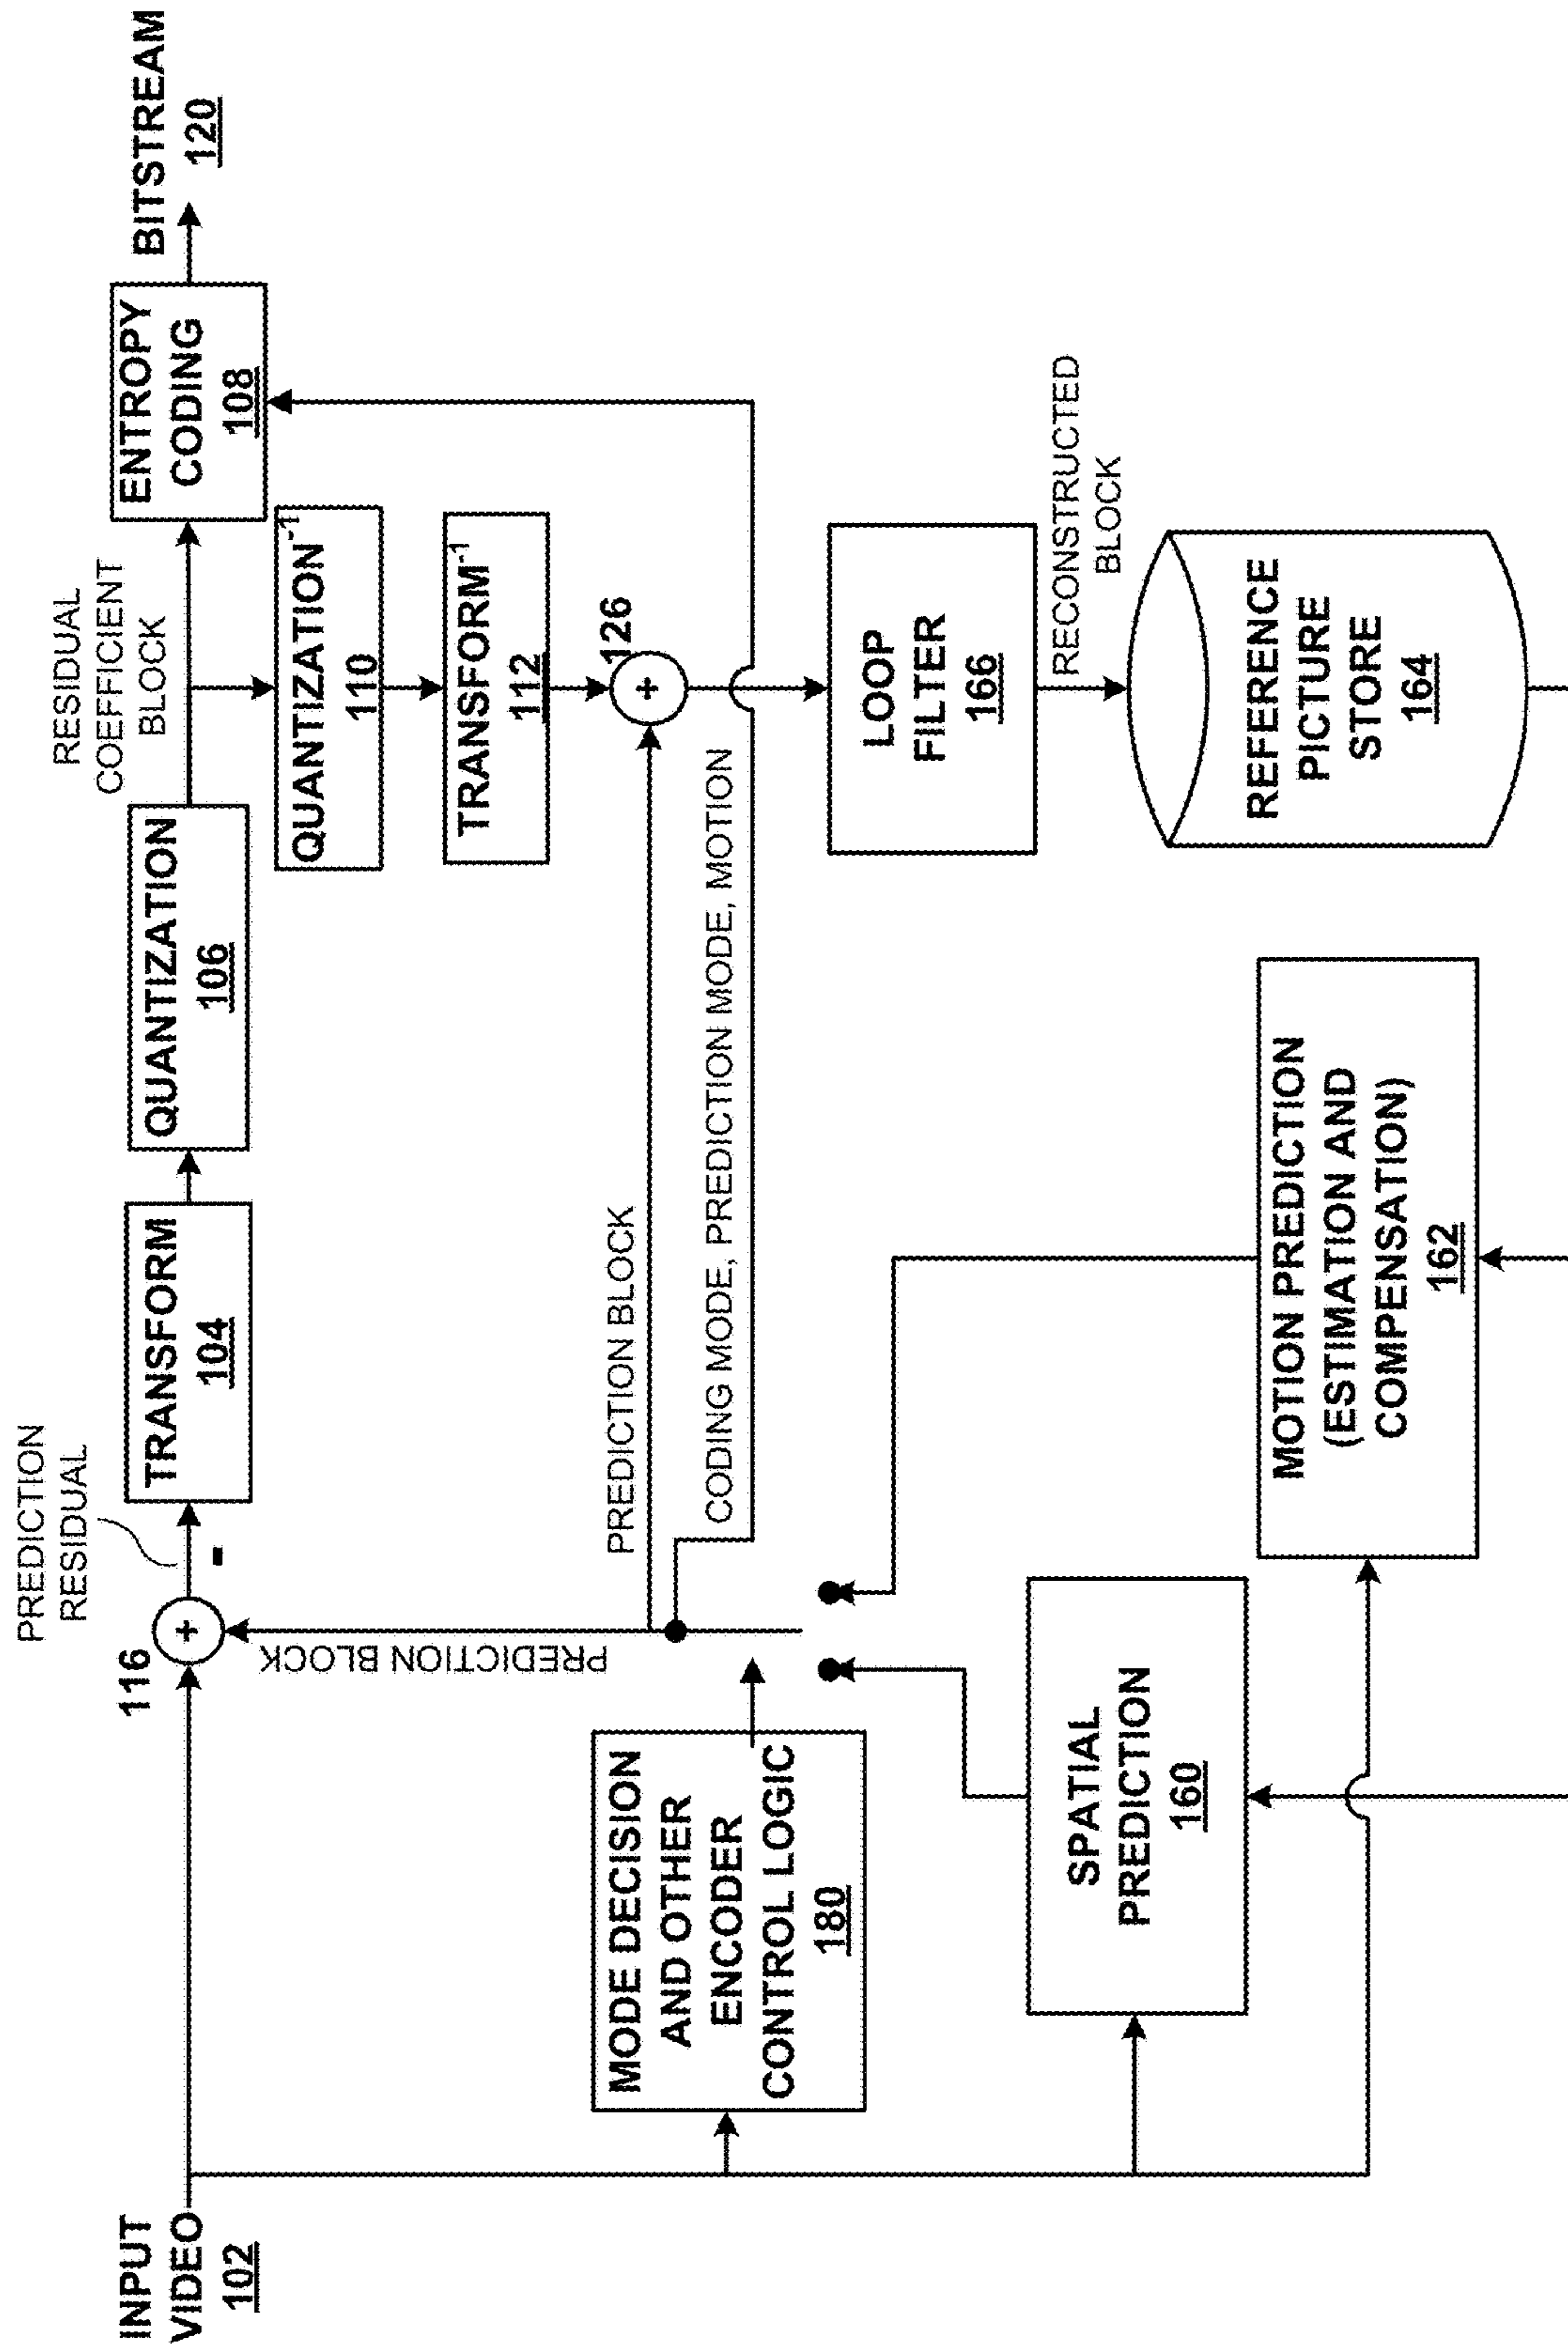 INPUT
VIDEO
102
116
PREDICTION
RESIDUAL
+
-
TRANSFORM
104
QUANTIZATION
106
RESIDUAL
COEFFICIENT
BLOCK
ENTROPY
CODING
108
BITSTREAM
120
QUANTIZATION-1
110
TRANSFORM-1
112
126
+
PREDICTION BLOCK
PREDICTION BLOCK
CODING MODE, PREDICTION MODE, MOTION
MODE DECISION
AND OTHER
ENCODER
CONTROL LOGIC
180
LOOP
FILTER
166
RECONSTRUCTED
BLOCK
SPATIAL
PREDICTION
160
MOTION PREDICTION
(ESTIMATION AND
COMPENSATION)
162
REFERENCE
PICTURE
STORE
164